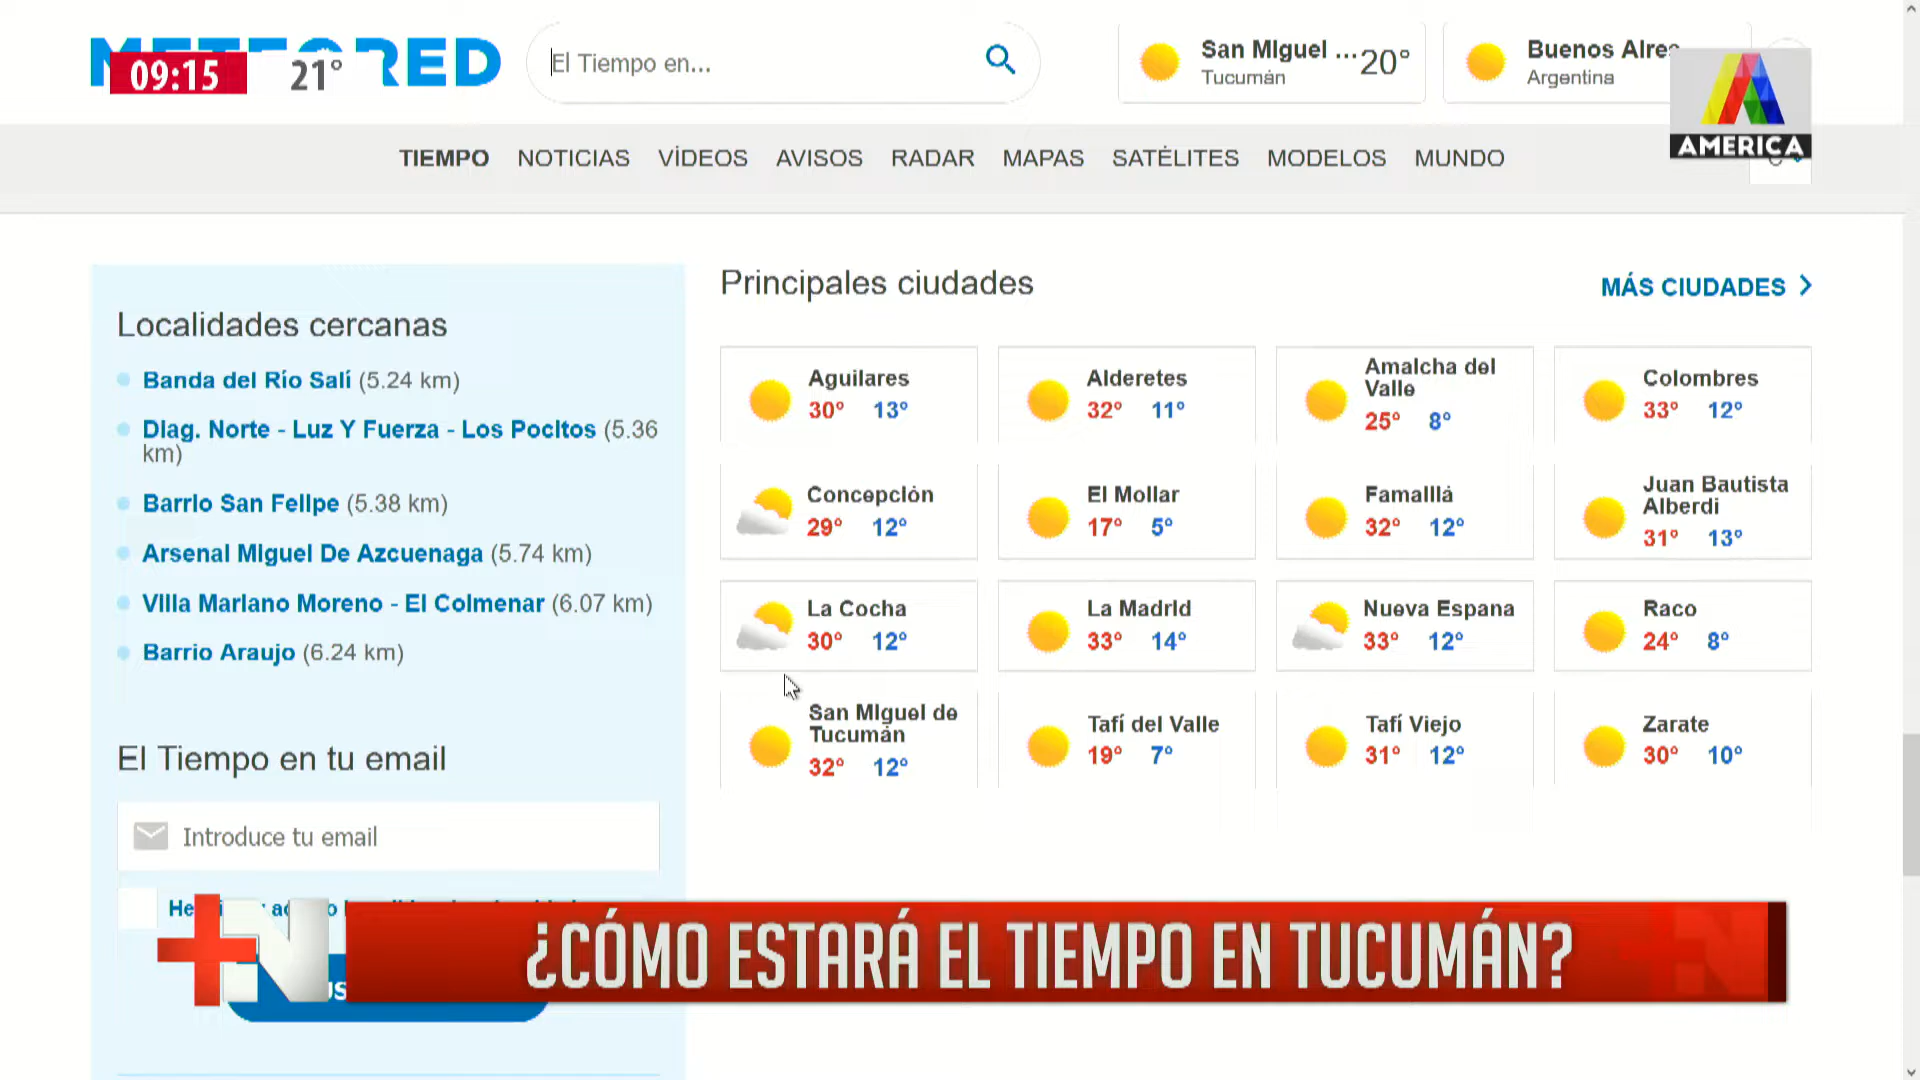 METEORED
09:15
21°
El Tiempo en...
San Miguel ...
Tucumán
20°
Buenos Aires
Argentina
AMERICA
TIEMPO NOTICIAS VÍDEOS AVISOS RADAR MAPAS SATÉLITES MODELOS MUNDO
Localidades cercanas
Banda del Río Salí (5.24 km)
Diag. Norte - Luz Y Fuerza - Los Pocitos (5.36
km)
Barrio San Felipe (5.38 km)
Arsenal Miguel De Azcuenaga (5.74 km)
Villa Mariano Moreno - El Colmenar (6.07 km)
Barrio Araujo (6.24 km)
El Tiempo en tu email
Introduce tu email
Principales ciudades
MÁS CIUDADES
Aguilares
30° 13°
Alderetes
32° 11°
Amaicha del
Valle
25° 8°
Colombres
33° 12°
Concepción
29° 12°
El Mollar
17° 5°
Famaillá
32° 12°
Juan Bautista
Alberdi
31° 13°
La Cocha
30° 12°
La Madrid
33° 14°
Nueva Espana
33° 12°
Raco
24° 8°
San Miguel de
Tucumán
32° 12°
Tafí del Valle
19° 7°
Tafí Viejo
31° 12°
Zarate
30° 10°
+N
¿CÓMO ESTARÁ EL TIEMPO EN TUCUMÁN?